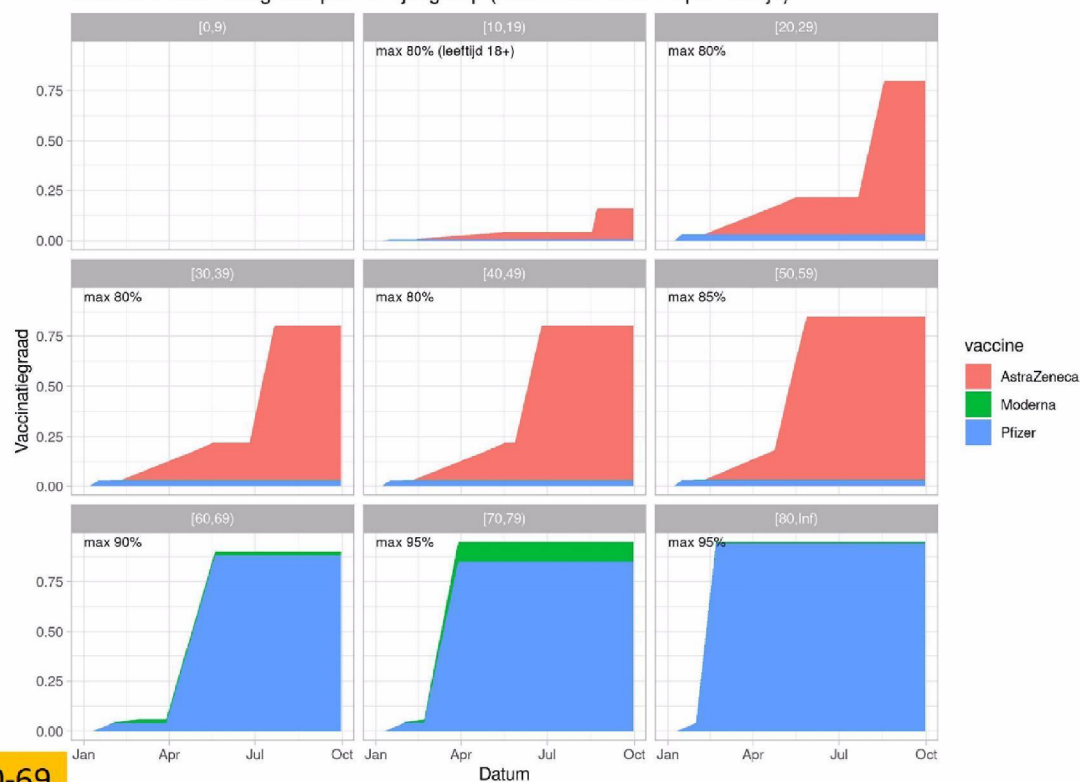 [0,9)
[10,19)
[20,29)
max 80% (leeftijd 18+)
max 80%
0.75
0.50
0.25
0.00
[30,39)
[40,49)
[50,59)
max 80%
max 80%
max 85%
0.75
0.50
0.25
0.00
Vaccinatiegraad
vaccine
AstraZeneca
Moderna
Pfizer
[60,69)
[70,79)
[80,Inf)
max 90%
max 95%
max 95%
0.75
0.50
0.25
0.00
Jan Apr Jul Oct Jan Apr Jul Oct Jan Apr Jul Oct
Datum
0-69